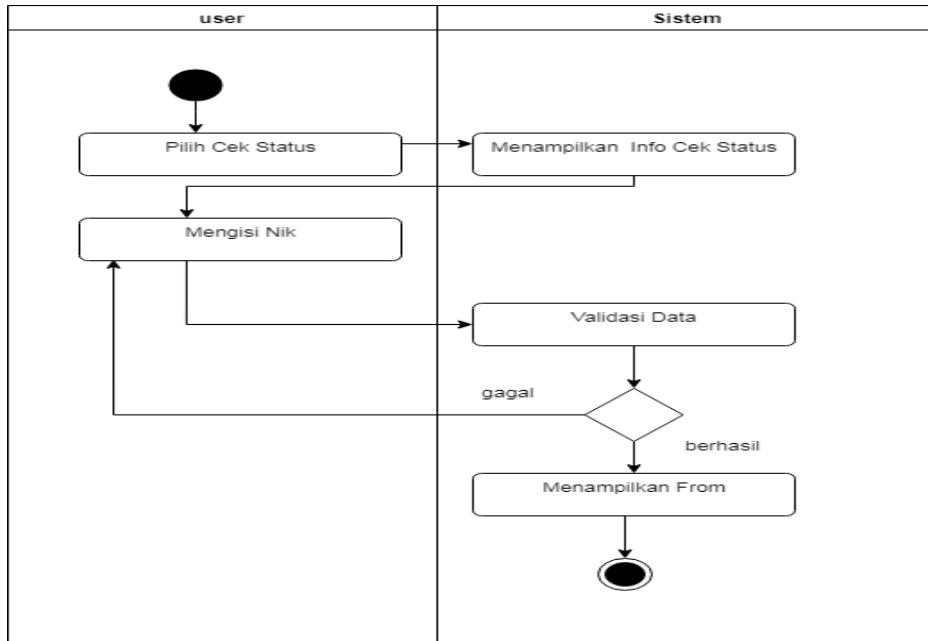 user
Sistem
Pilih Cek Status
Menampilkan Info Cek Status
Mengisi Nik
Validasi Data
gagal
berhasil
Menampilkan From